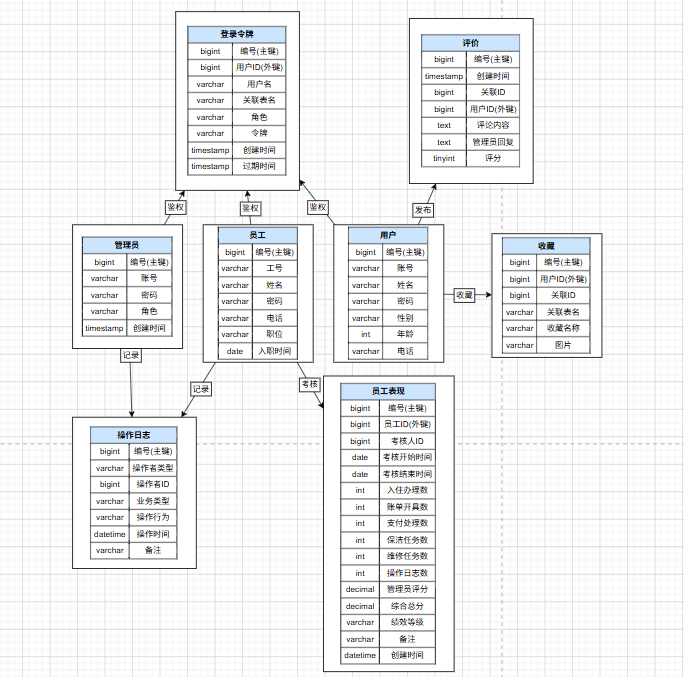 登录令牌
bigint 编号(主键)
bigint 用户ID(外键)
varchar 用户名
varchar 关联表名
varchar 角色
varchar 令牌
timestamp 创建时间
timestamp 过期时间
评价
bigint 编号(主键)
timestamp 创建时间
bigint 关联ID
bigint 用户ID(外键)
text 评论内容
text 管理员回复
tinyint 评分
鉴权
鉴权
鉴权
发布
管理员
bigint 编号(主键)
varchar 账号
varchar 密码
varchar 角色
timestamp 创建时间
员工
bigint 编号(主键)
varchar 工号
varchar 姓名
varchar 密码
varchar 电话
varchar 职位
date 入职时间
用户
bigint 编号(主键)
varchar 账号
varchar 姓名
varchar 密码
varchar 性别
int 年龄
varchar 电话
收藏
收藏
bigint 编号(主键)
bigint 用户ID(外键)
bigint 关联ID
varchar 关联表名
varchar 收藏名称
varchar 图片
记录
记录
考核
操作日志
bigint 编号(主键)
varchar 操作者类型
bigint 操作者ID
varchar 业务类型
varchar 操作行为
datetime 操作时间
varchar 备注
员工表现
bigint 编号(主键)
bigint 员工ID(外键)
bigint 考核人ID
date 考核开始时间
date 考核结束时间
int 入住办理数
int 账单开具数
int 支付处理数
int 保洁任务数
int 维修任务数
int 操作日志数
decimal 管理员评分
decimal 综合总分
varchar 绩效等级
varchar 备注
datetime 创建时间